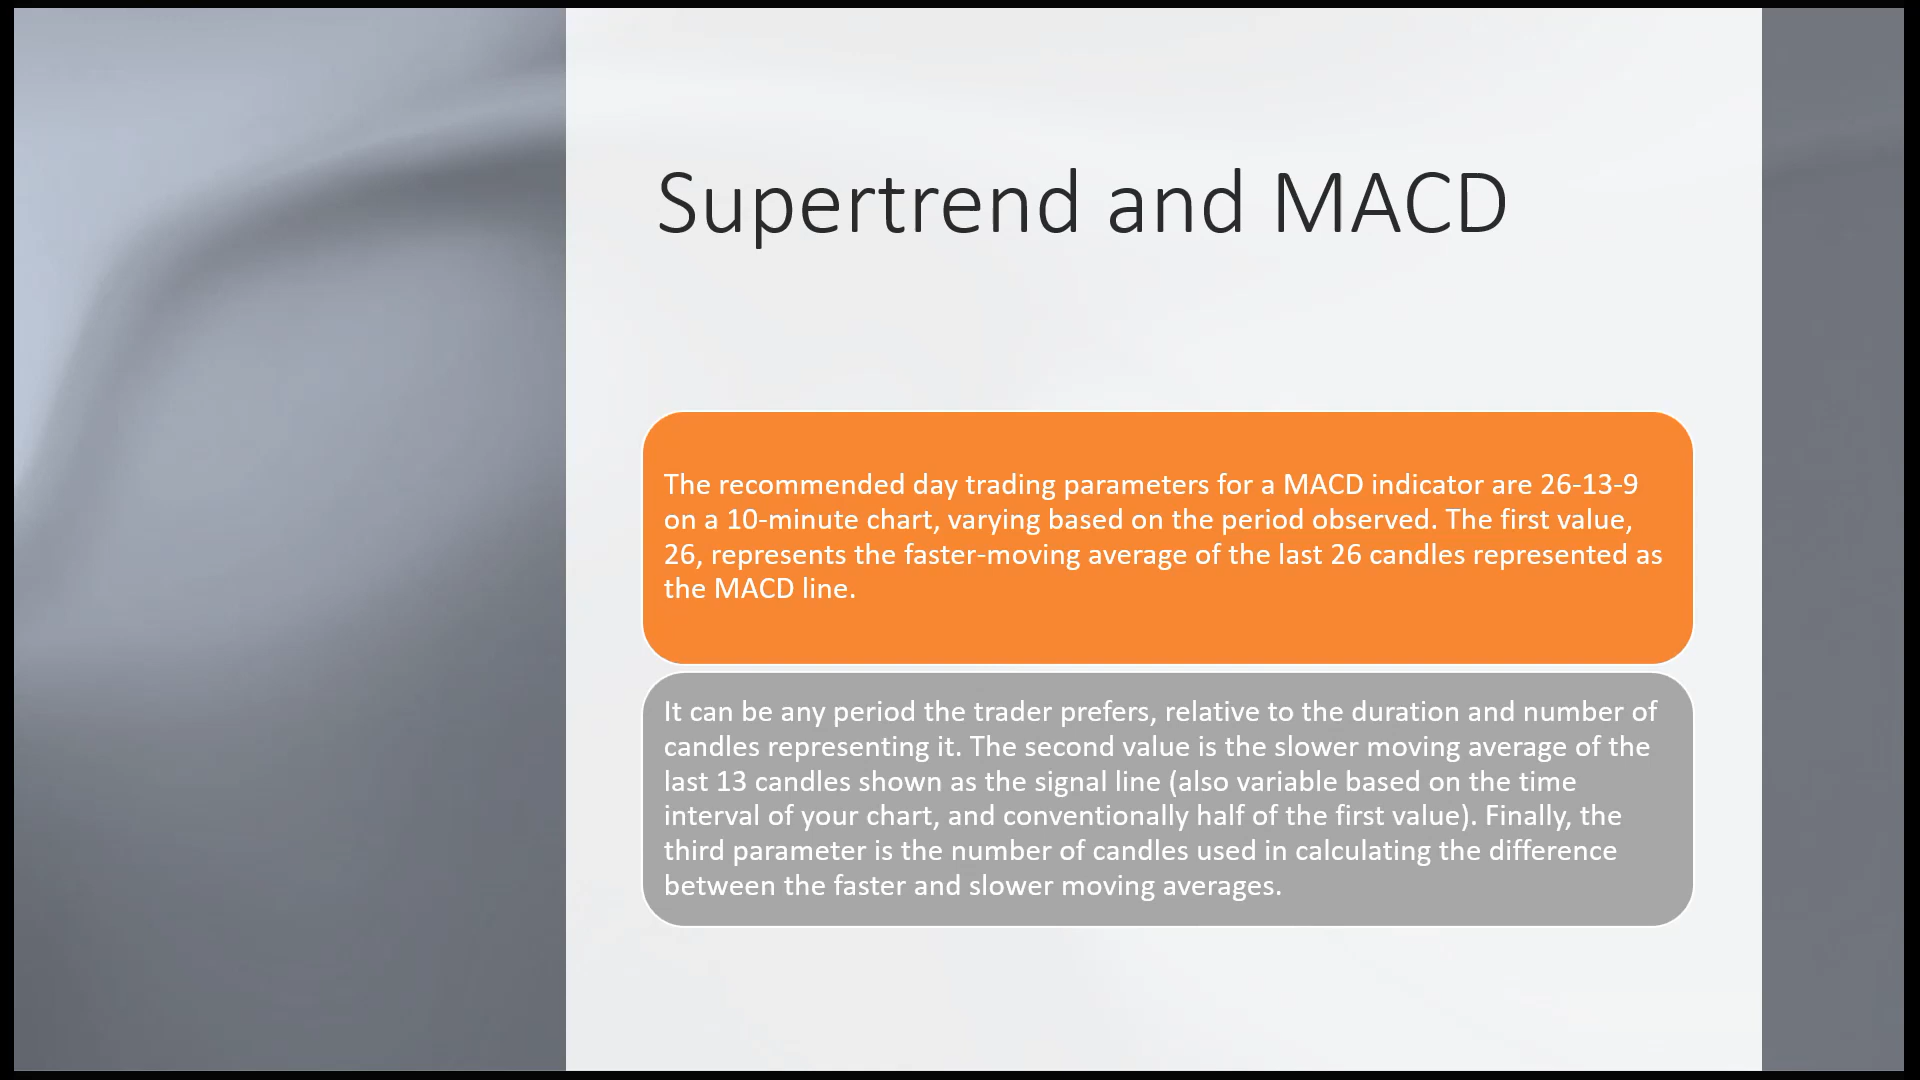 Supertrend and MACD
The recommended day trading parameters for a MACD indicator are 26-13-9
on a 10-minute chart, varying based on the period observed. The first value,
26, represents the faster-moving average of the last 26 candles represented as
the MACD line.
It can be any period the trader prefers, relative to the duration and number of
candles representing it. The second value is the slower moving average of the
last 13 candles shown as the signal line (also variable based on the time
interval of your chart, and conventionally half of the first value). Finally, the
third parameter is the number of candles used in calculating the difference
between the faster and slower moving averages.